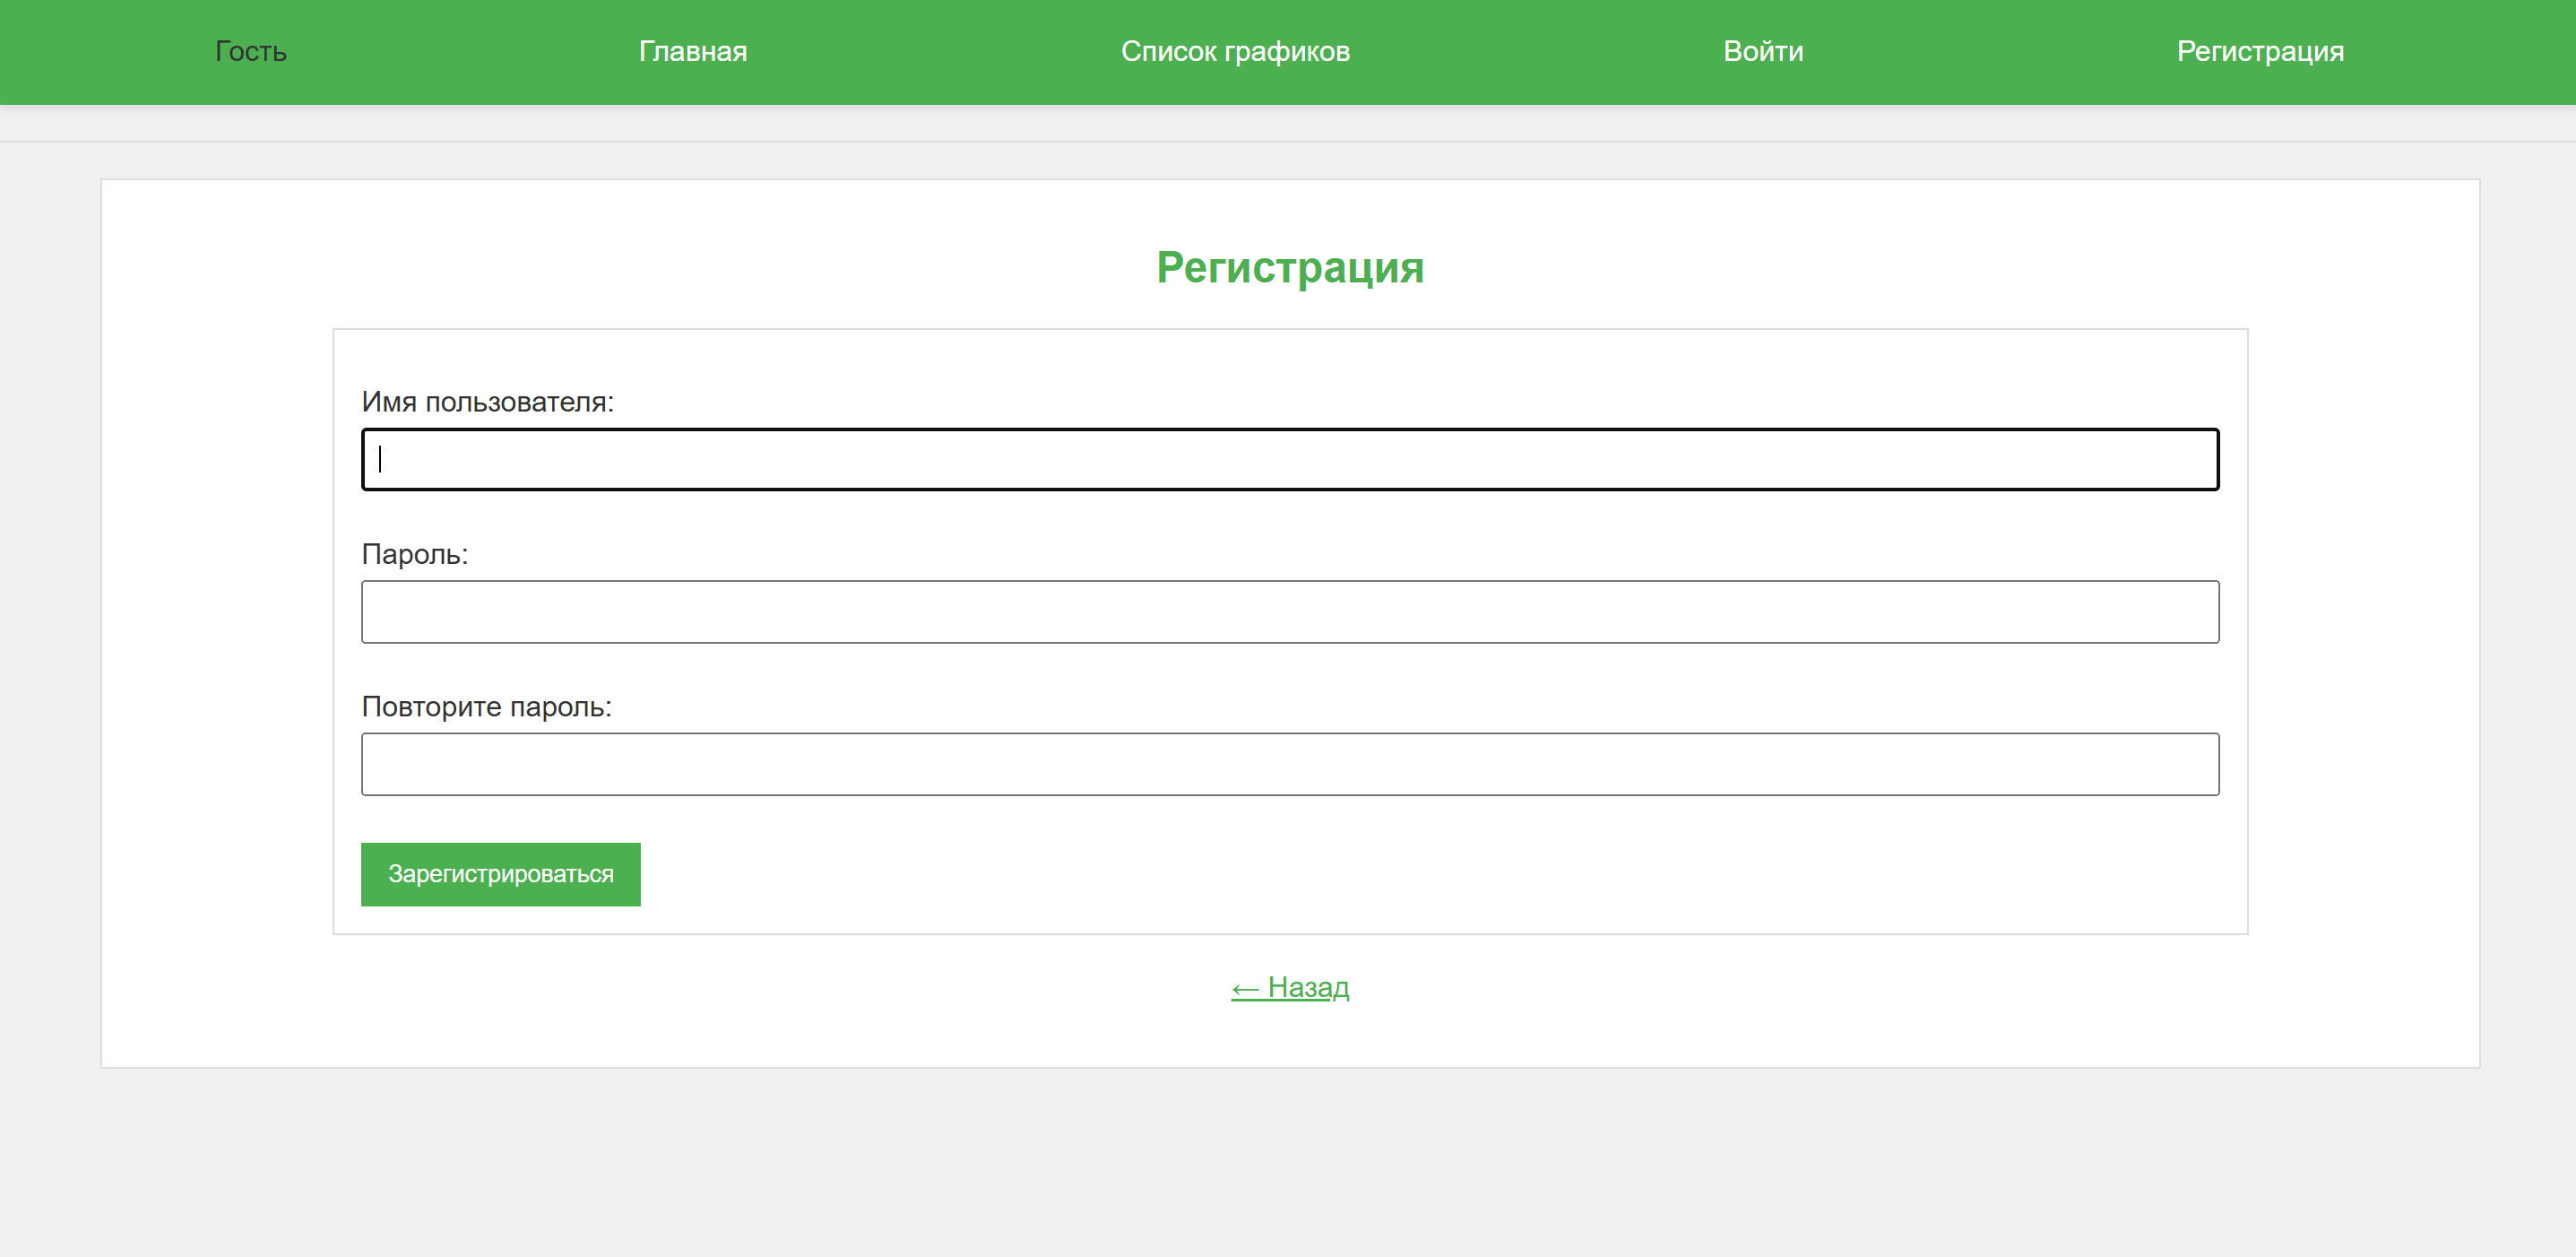 Гость Главная Список графиков Войти Регистрация
Регистрация
Имя пользователя:
Пароль:
Повторите пароль:
Зарегистрироваться
← Назад